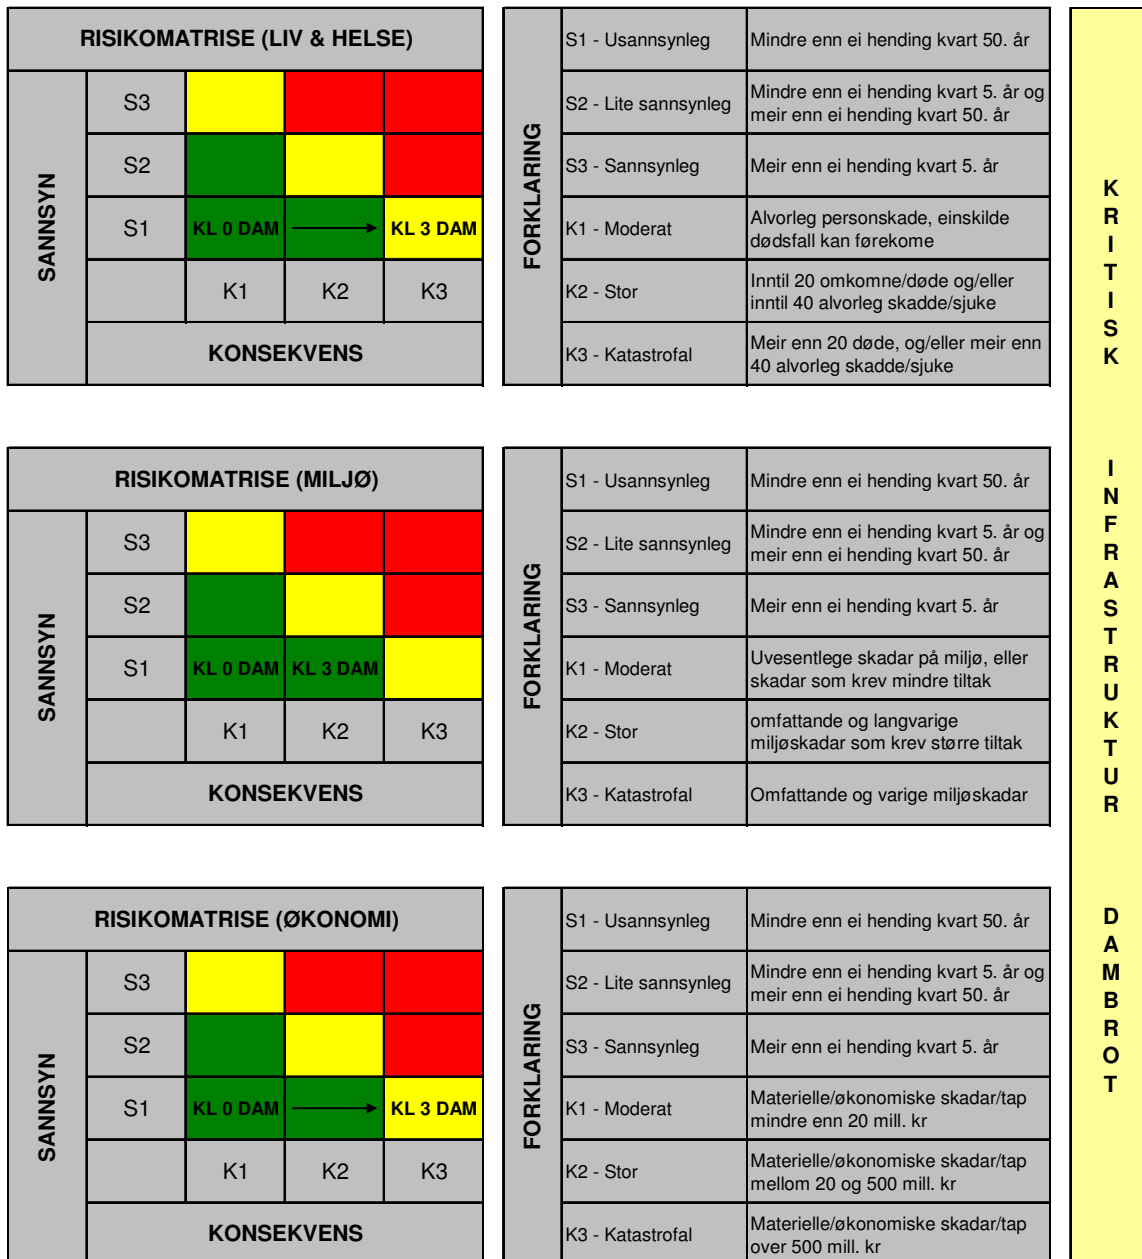 RISIKOMATRISE (LIV & HELSE)
SANNSYN
S3
S2
S1
KL 0 DAM
KL 3 DAM
K1
K2
K3
KONSEKVENS
FORKLARING
S1 - Usannsynleg
Mindre enn ei hending kvart 50. år
S2 - Lite sannsynleg
Mindre enn ei hending kvart 5. år og
meir enn ei hending kvart 50. år
S3 - Sannsynleg
Meir enn ei hending kvart 5. år
K1 - Moderat
Alvorleg personskade, einskilde
dødsfall kan førekome
K2 - Stor
Inntil 20 omkomne/døde og/eller
inntil 40 alvorleg skadde/sjuke
K3 - Katastrofal
Meir enn 20 døde, og/eller meir enn
40 alvorleg skadde/sjuke
RISIKOMATRISE (MILJØ)
SANNSYN
S3
S2
S1
KL 0 DAM
KL 3 DAM
K1
K2
K3
KONSEKVENS
FORKLARING
S1 - Usannsynleg
Mindre enn ei hending kvart 50. år
S2 - Lite sannsynleg
Mindre enn ei hending kvart 5. år og
meir enn ei hending kvart 50. år
S3 - Sannsynleg
Meir enn ei hending kvart 5. år
K1 - Moderat
Uvesentlege skadar på miljø, eller
skadar som krev mindre tiltak
K2 - Stor
omfattande og langvarige
miljøskadar som krev større tiltak
K3 - Katastrofal
Omfattande og varige miljøskadar
RISIKOMATRISE (ØKONOMI)
SANNSYN
S3
S2
S1
KL 0 DAM
KL 3 DAM
K1
K2
K3
KONSEKVENS
FORKLARING
S1 - Usannsynleg
Mindre enn ei hending kvart 50. år
S2 - Lite sannsynleg
Mindre enn ei hending kvart 5. år og
meir enn ei hending kvart 50. år
S3 - Sannsynleg
Meir enn ei hending kvart 5. år
K1 - Moderat
Materielle/økonomiske skadar/tap
mindre enn 20 mill. kr
K2 - Stor
Materielle/økonomiske skadar/tap
mellom 20 og 500 mill. kr
K3 - Katastrofal
Materielle/økonomiske skadar/tap
over 500 mill. kr
KRITISK
INFRASTRUKTUR
DAMBROT